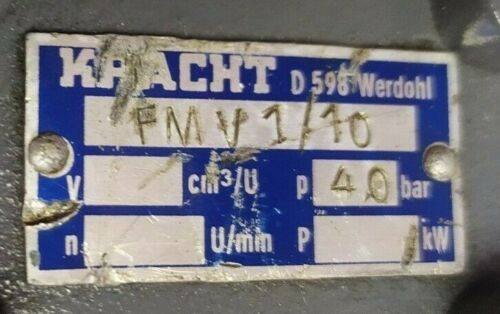 KRACHT D 598 Werdohl
FMV 1/10
V cm³/U p 40 bar
n U/min P kW